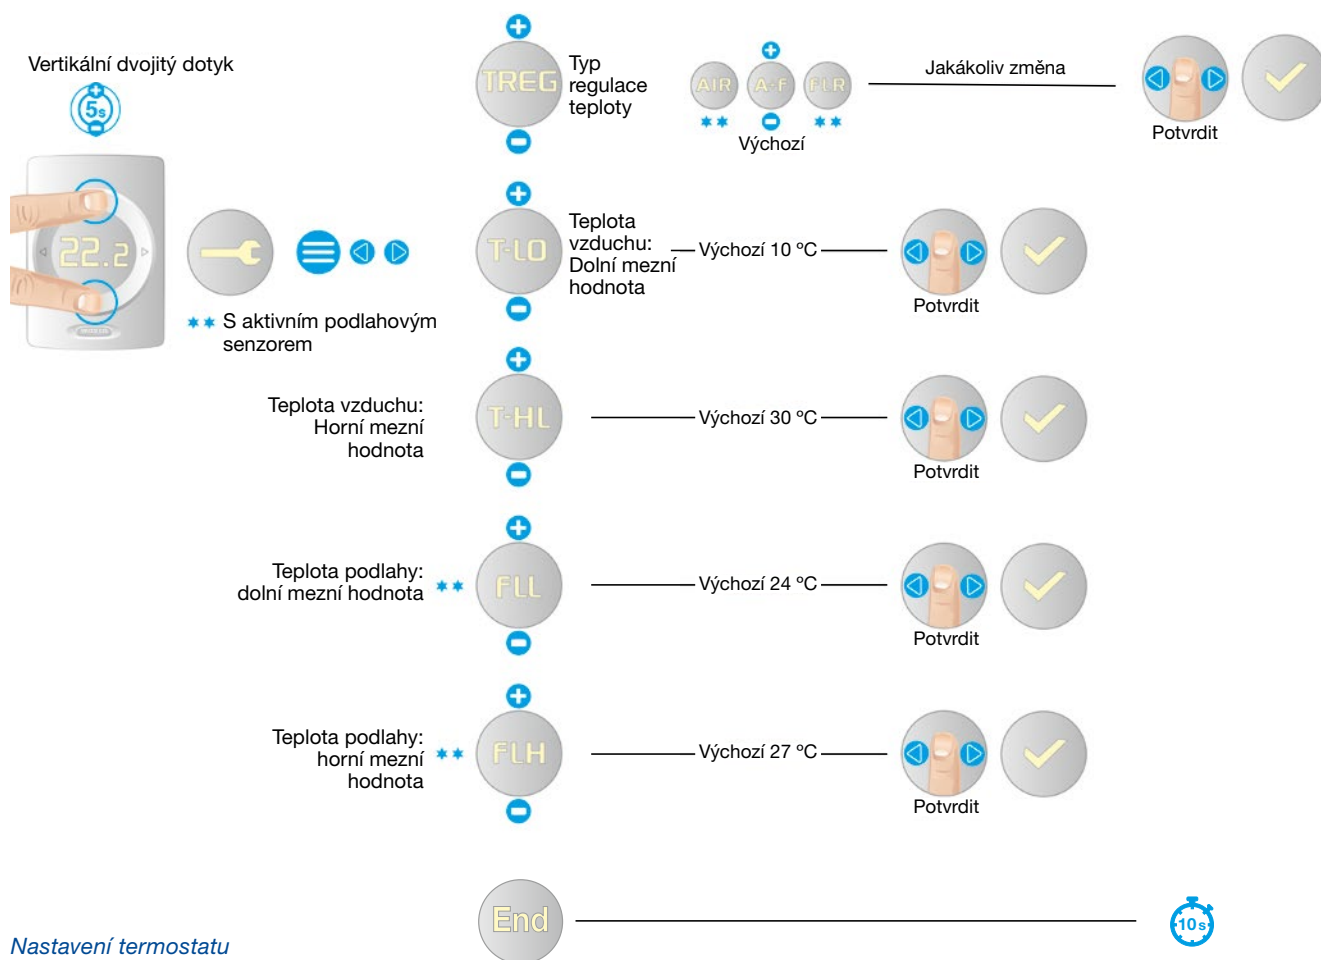 Vertikální dvojitý dotyk
5s
22.2
** S aktivním podlahovým
senzorem
TREG
Typ
regulace
teploty
AIR
A-F
FLR
** **
Výchozí
Jakákoliv změna
Potvrdit
T-LO
Teplota
vzduchu:
Dolní mezní
hodnota
Výchozí 10 °C
Potvrdit
Teplota vzduchu:
Horní mezní
hodnota
T-HL
Výchozí 30 °C
Potvrdit
Teplota podlahy:
dolní mezní hodnota **
FLL
Výchozí 24 °C
Potvrdit
Teplota podlahy:
horní mezní **
hodnota
FLH
Výchozí 27 °C
Potvrdit
End
10s
Nastavení termostatu